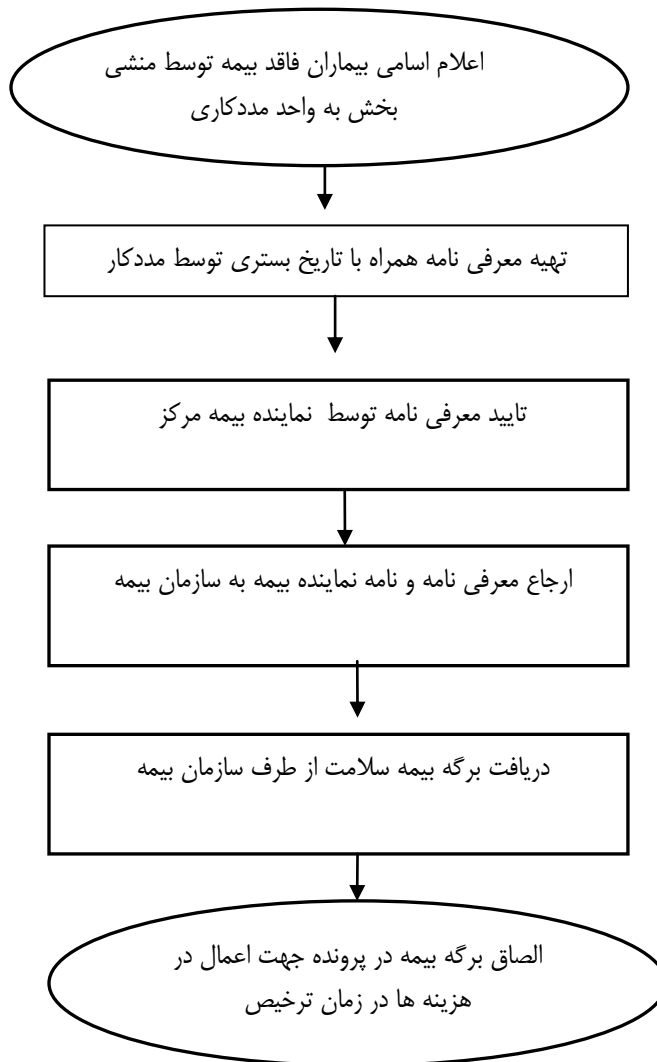 اعلام اسامی بیماران فاقد بیمه توسط منشی
بخش به واحد مددکاری
تهیه معرفی نامه همراه با تاریخ بستری توسط مددکار
تایید معرفی نامه توسط نماینده بیمه مرکز
ارجاع معرفی نامه و نامه نماینده بیمه به سازمان بیمه
دریافت برگه بیمه سلامت از طرف سازمان بیمه
الصاق برگه بیمه در پرونده جهت اعمال در
هزینه ها در زمان ترخیص